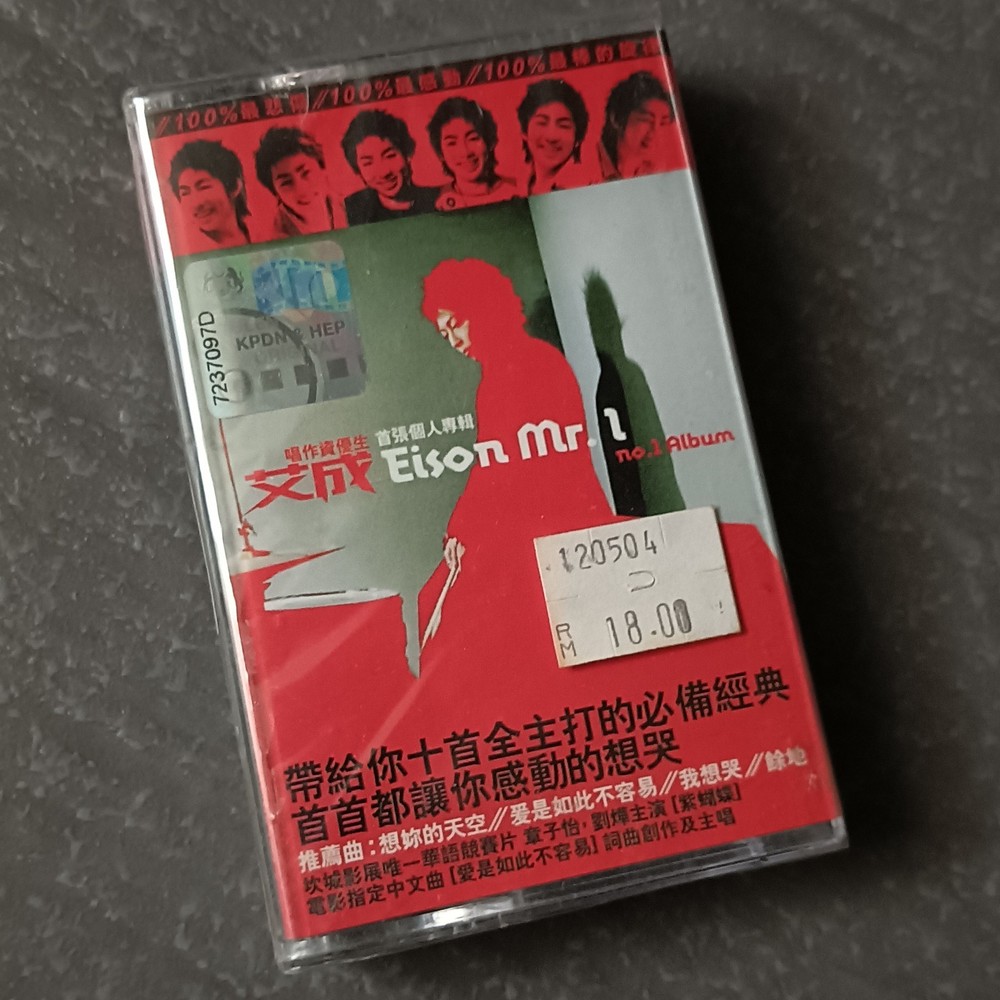 //100%最悲傷//100%最感動//100%最棒的旋律
7237097D
KPDN & HEP
ORIGINAL
唱作資優生 首張個人專輯
艾成 Eison Mr. 1
no.1 Album
120504
RM 18.00
帶給你十首全主打的必備經典
首首都讓你感動的想哭
推薦曲：想妳的天空//爱是如此不容易//我想哭//餘地
坎城影展唯一華語競賽片 章子怡，劉燁主演［紫蝴蝶］
電影指定中文曲［愛是如此不容易］詞曲創作及主唱